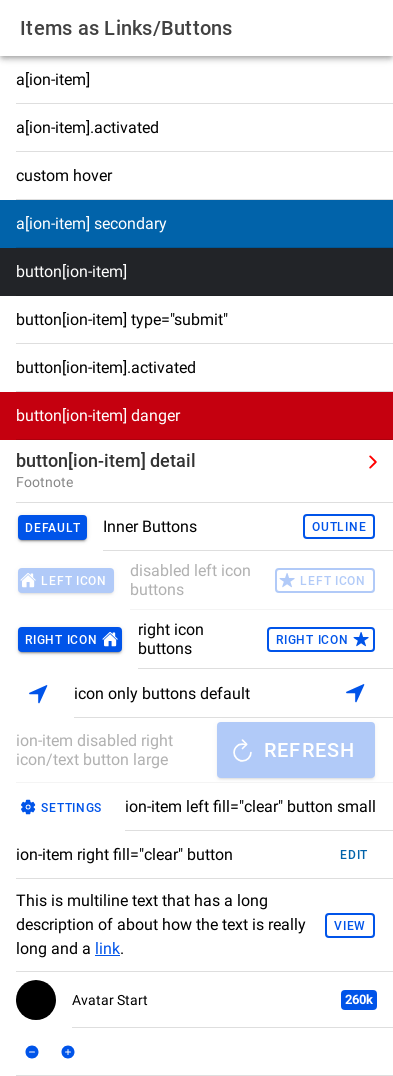 Items as Links/Buttons
a[ion-item]
a[ion-item].activated
custom hover
a[ion-item] secondary
button[ion-item]
button[ion-item] type="submit"
button[ion-item].activated
button[ion-item] danger
button[ion-item] detail
Footnote
DEFAULT Inner Buttons OUTLINE
LEFT ICON disabled left icon buttons LEFT ICON
RIGHT ICON right icon buttons RIGHT ICON
icon only buttons default
ion-item disabled right
icon/text button large REFRESH
SETTINGS ion-item left fill="clear" button small
ion-item right fill="clear" button EDIT
This is multiline text that has a long
description of about how the text is really
long and a link. VIEW
Avatar Start 260k